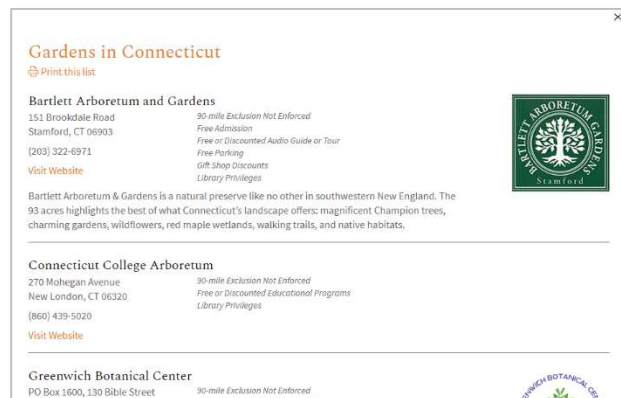 ×
Gardens in Connecticut
Print this list
Bartlett Arboretum and Gardens
151 Brookdale Road
Stamford, CT 06903
(203) 322-6971
Visit Website
90-mile Exclusion Not Enforced
Free Admission
Free or Discounted Audio Guide or Tour
Free Parking
Gift Shop Discounts
Library Privileges
BARTLETT ARBORETUM GARDENS
Stamford
Bartlett Arboretum & Gardens is a natural preserve like no other in southwestern New England. The
93 acres highlights the best of what Connecticut's landscape offers: magnificent Champion trees,
charming gardens, wildflowers, red maple wetlands, walking trails, and native habitats.
Connecticut College Arboretum
270 Mohegan Avenue
New London, CT 06320
(860) 439-5020
Visit Website
90-mile Exclusion Not Enforced
Free or Discounted Educational Programs
Library Privileges
Greenwich Botanical Center
PO Box 1600, 130 Bible Street
90-mile Exclusion Not Enforced
BOTANICAL